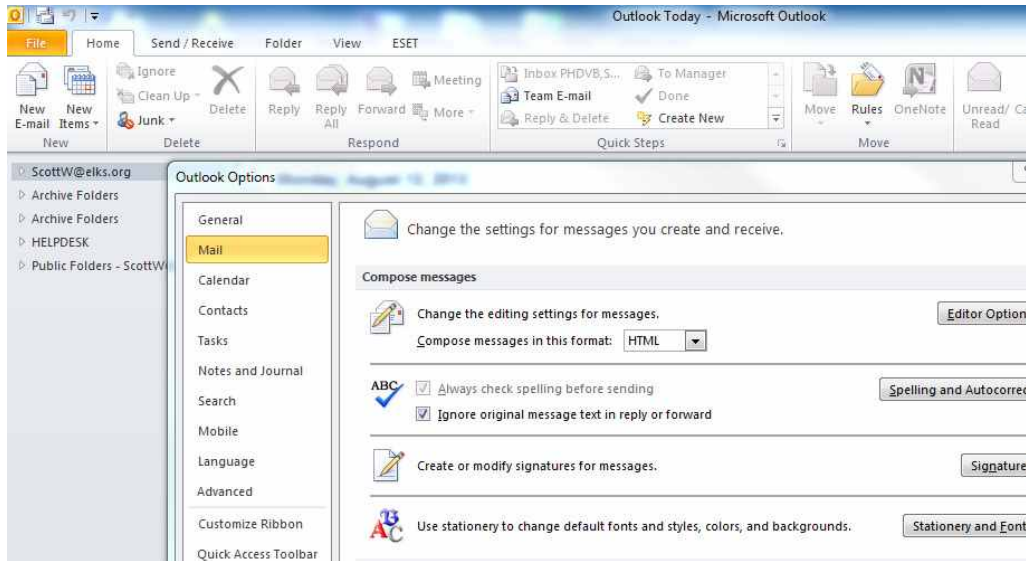 Outlook Today - Microsoft Outlook
File Home Send / Receive Folder View ESET
New E-mail
New Items
Ignore
Clean Up
Junk
Delete
Reply
Reply All
Forward
Meeting
More
Inbox PHDVB,S...
Team E-mail
Reply & Delete
To Manager
Done
Create New
Move
Rules
OneNote
Unread/ Read
New Delete Respond Quick Steps Move
ScottW@elks.org
Archive Folders
Archive Folders
HELPDESK
Public Folders - ScottW
Outlook Options
General
Mail
Calendar
Contacts
Tasks
Notes and Journal
Search
Mobile
Language
Advanced
Customize Ribbon
Quick Access Toolbar
Change the settings for messages you create and receive.
Compose messages
Change the editing settings for messages.
Editor Option
Compose messages in this format: HTML
ABC
Always check spelling before sending
Spelling and Autocorrec
Ignore original message text in reply or forward
Create or modify signatures for messages.
Signature
Use stationery to change default fonts and styles, colors, and backgrounds.
Stationery and Font